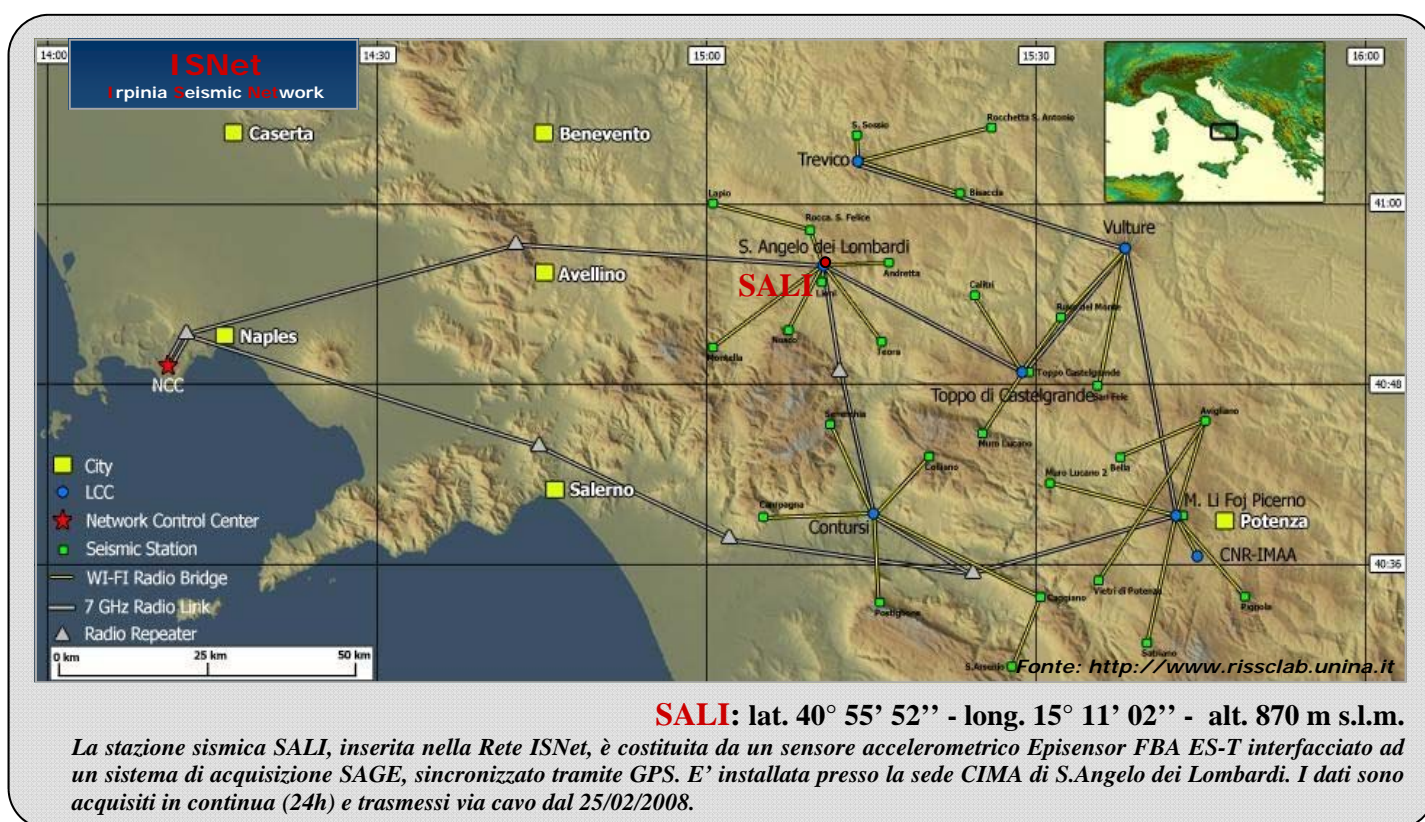 14:00
14:30
15:00
15:30
16:00
ISNet
Irpinia Seismic Network
Caserta
Benevento
S. Sossio
Rocchetta S. Antonio
Trevico
Bisaccia
Lapio
41:00
Rocca. S. Felice
Vulture
S. Angelo dei Lombardi
Andretta
Avellino
SALI
Lioni
Calitri
Ripa del Monte
Naples
Nusco
Teora
Montella
NCC
Toppo Castelgrande
40:48
Toppo di Castelgrande
San Fele
Senerchia
Avigliano
Muro Lucano
City
Colliano
Bella
Muro Lucano 2
LCC
Salerno
M. Li Foj Picerno
Network Control Center
Campagna
Contursi
Potenza
Seismic Station
CNR-IMAA
40:36
WI-FI Radio Bridge
Vietri di Potenza
7 GHz Radio Link
Postiglione
Caggiano
Pignola
Radio Repeater
Satriano
0 km
25 km
50 km
S.Arsenio
Fonte: http://www.rissclab.unina.it
SALI: lat. 40° 55’ 52’’ - long. 15° 11’ 02’’ - alt. 870 m s.l.m.
La stazione sismica SALI, inserita nella Rete ISNet, è costituita da un sensore accelerometrico Episensor FBA ES-T interfacciato ad
un sistema di acquisizione SAGE, sincronizzato tramite GPS. E’ installata presso la sede CIMA di S.Angelo dei Lombardi. I dati sono
acquisiti in continua (24h) e trasmessi via cavo dal 25/02/2008.